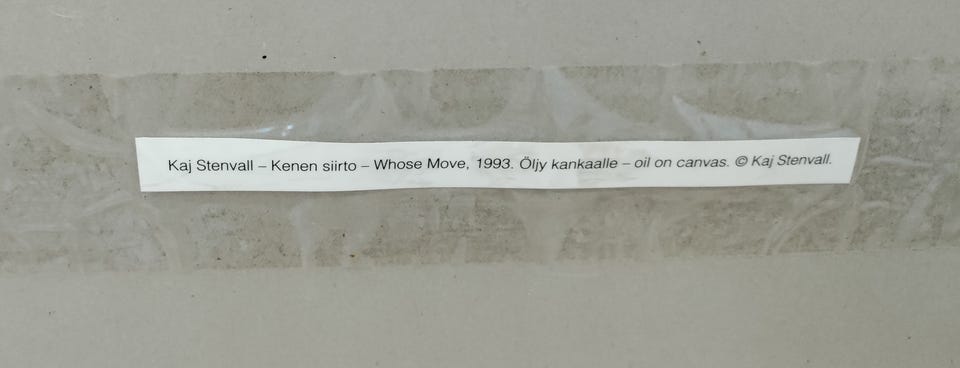 Kaj Stenvall – Kenen siirto – Whose Move, 1993. Öljy kankaalle – oil on canvas. © Kaj Stenvall.